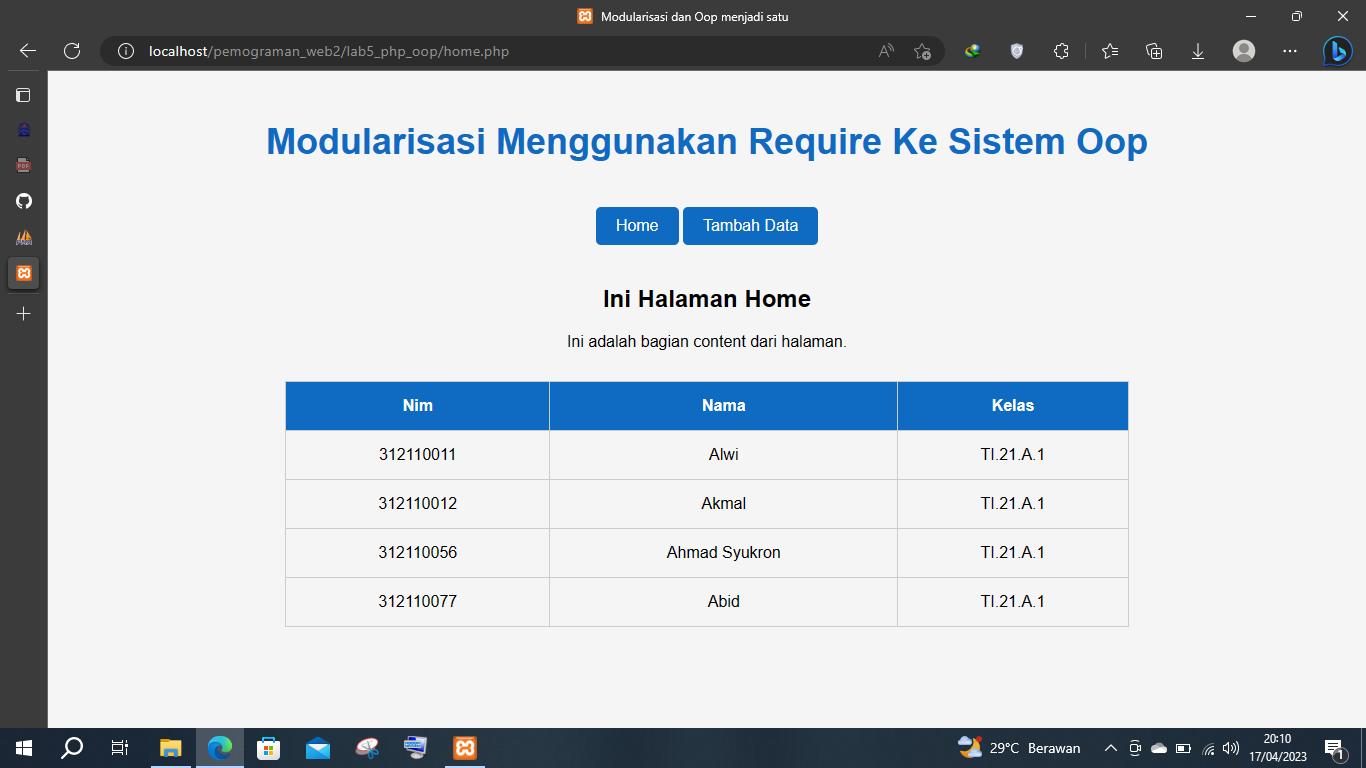 Modularisasi dan Oop menjadi satu
localhost/pemograman_web2/lab5_php_oop/home.php
Modularisasi Menggunakan Require Ke Sistem Oop
Home Tambah Data
Ini Halaman Home
Ini adalah bagian content dari halaman.
Nim Nama Kelas
312110011 Alwi TI.21.A.1
312110012 Akmal TI.21.A.1
312110056 Ahmad Syukron TI.21.A.1
312110077 Abid TI.21.A.1
29°C Berawan 20:10
17/04/2023 1